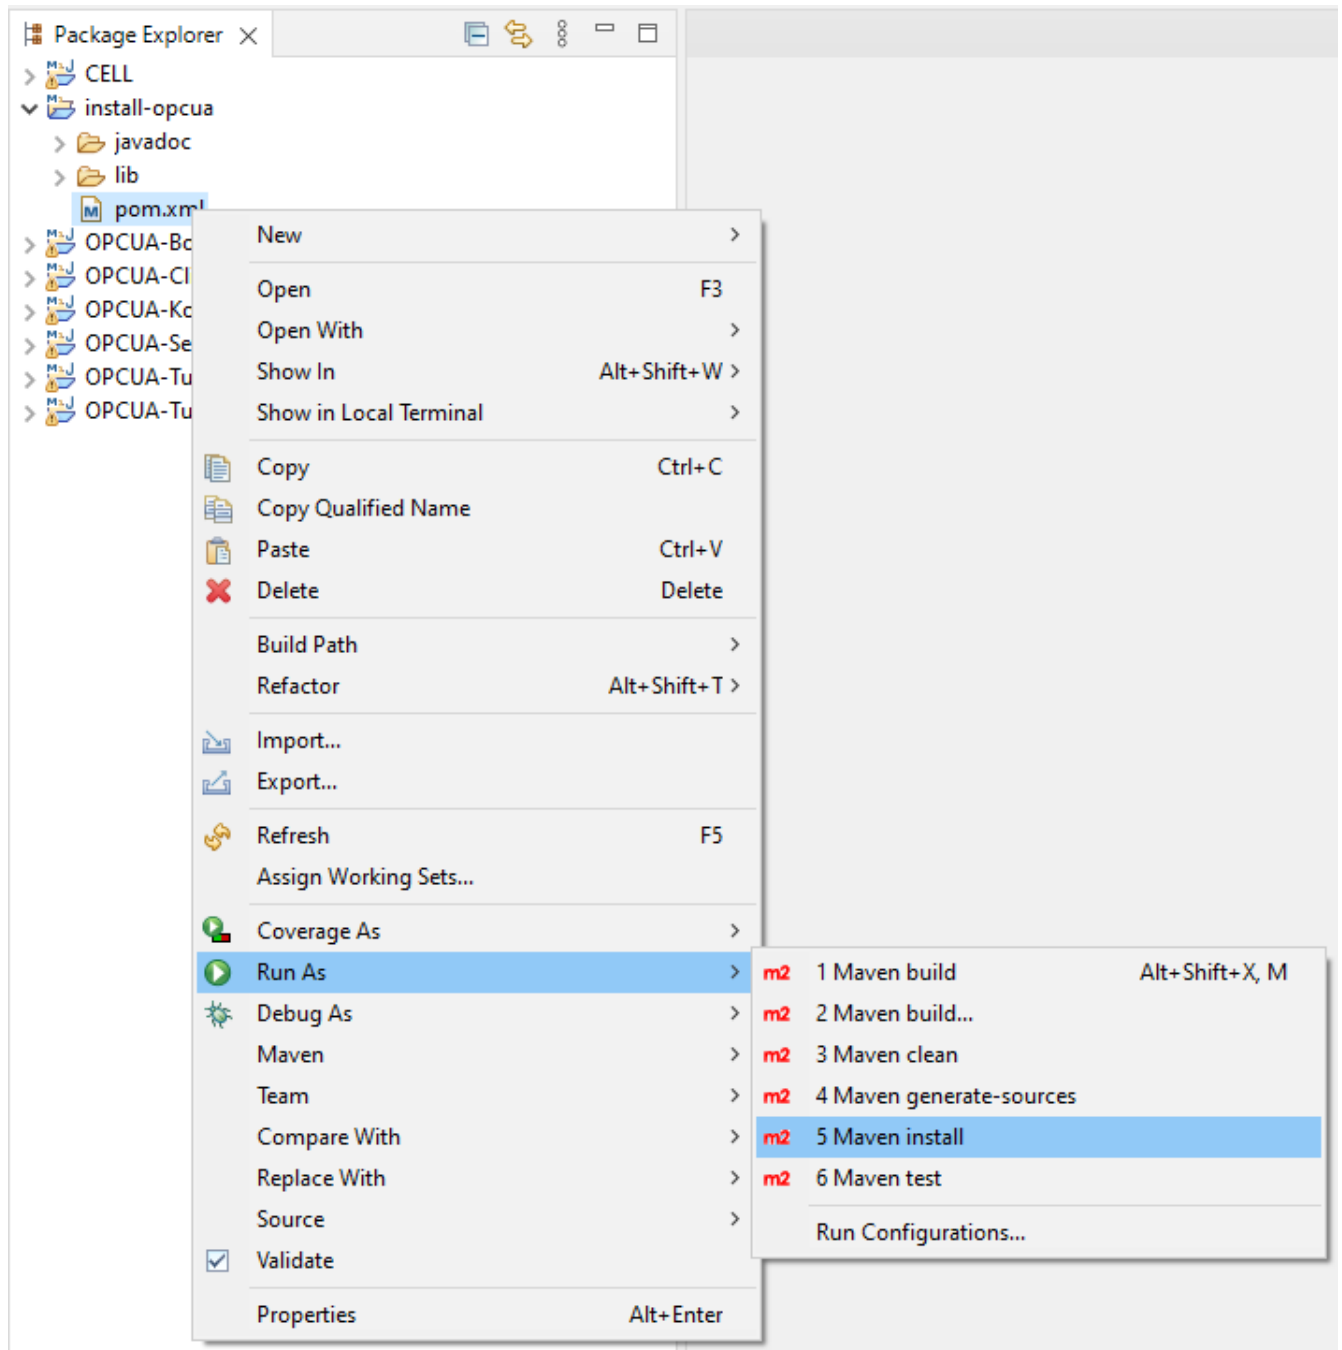 Package Explorer
CELL
install-opcua
javadoc
lib
pom.xml
OPCUA-Bo
OPCUA-Cl
OPCUA-Ko
OPCUA-Se
OPCUA-Tu
OPCUA-Tu
New
Open F3
Open With
Show In Alt+Shift+W
Show in Local Terminal
Copy Ctrl+C
Copy Qualified Name
Paste Ctrl+V
Delete Delete
Build Path
Refactor Alt+Shift+T
Import...
Export...
Refresh F5
Assign Working Sets...
Coverage As
Run As
Debug As
Maven
Team
Compare With
Replace With
Source
Validate
Properties Alt+Enter
m2 1 Maven build Alt+Shift+X, M
m2 2 Maven build...
m2 3 Maven clean
m2 4 Maven generate-sources
m2 5 Maven install
m2 6 Maven test
Run Configurations...